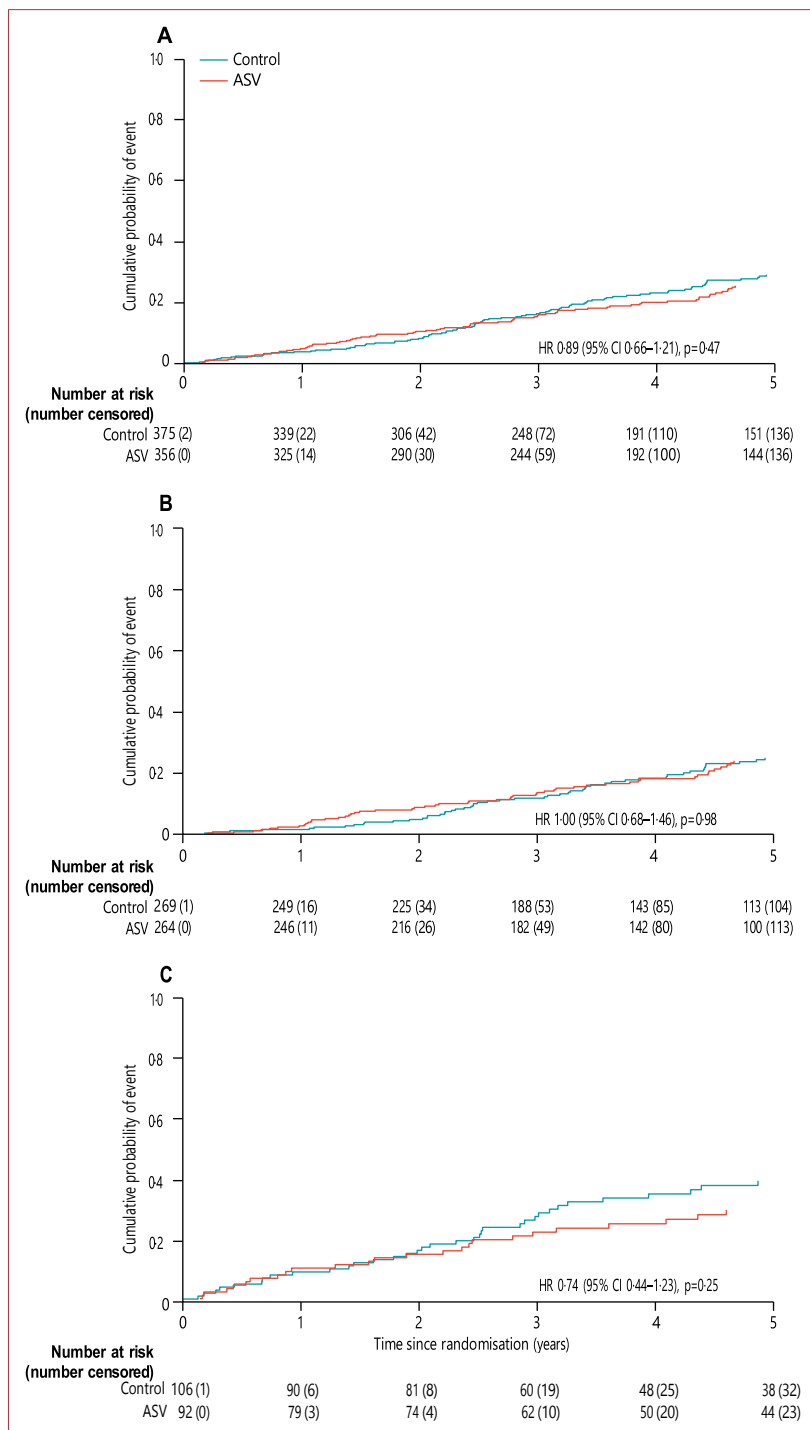 A
1·0
Control
ASV
0·8
0·6
0·4
0·2
0
Cumulative probability of event
HR 0·89 (95% CI 0·66–1·21), p=0·47
0 1 2 3 4 5
Number at risk
(number censored)
Control 375 (2) 339 (22) 306 (42) 248 (72) 191 (110) 151 (136)
ASV 356 (0) 325 (14) 290 (30) 244 (59) 192 (100) 144 (136)
B
1·0
0·8
0·6
0·4
0·2
0
Cumulative probability of event
HR 1·00 (95% CI 0·68–1·46), p=0·98
0 1 2 3 4 5
Number at risk
(number censored)
Control 269 (1) 249 (16) 225 (34) 188 (53) 143 (85) 113 (104)
ASV 264 (0) 246 (11) 216 (26) 182 (49) 142 (80) 100 (113)
C
1·0
0·8
0·6
0·4
0·2
0
Cumulative probability of event
HR 0·74 (95% CI 0·44–1·23), p=0·25
0 1 2 3 4 5
Time since randomisation (years)
Number at risk
(number censored)
Control 106 (1) 90 (6) 81 (8) 60 (19) 48 (25) 38 (32)
ASV 92 (0) 79 (3) 74 (4) 62 (10) 50 (20) 44 (23)